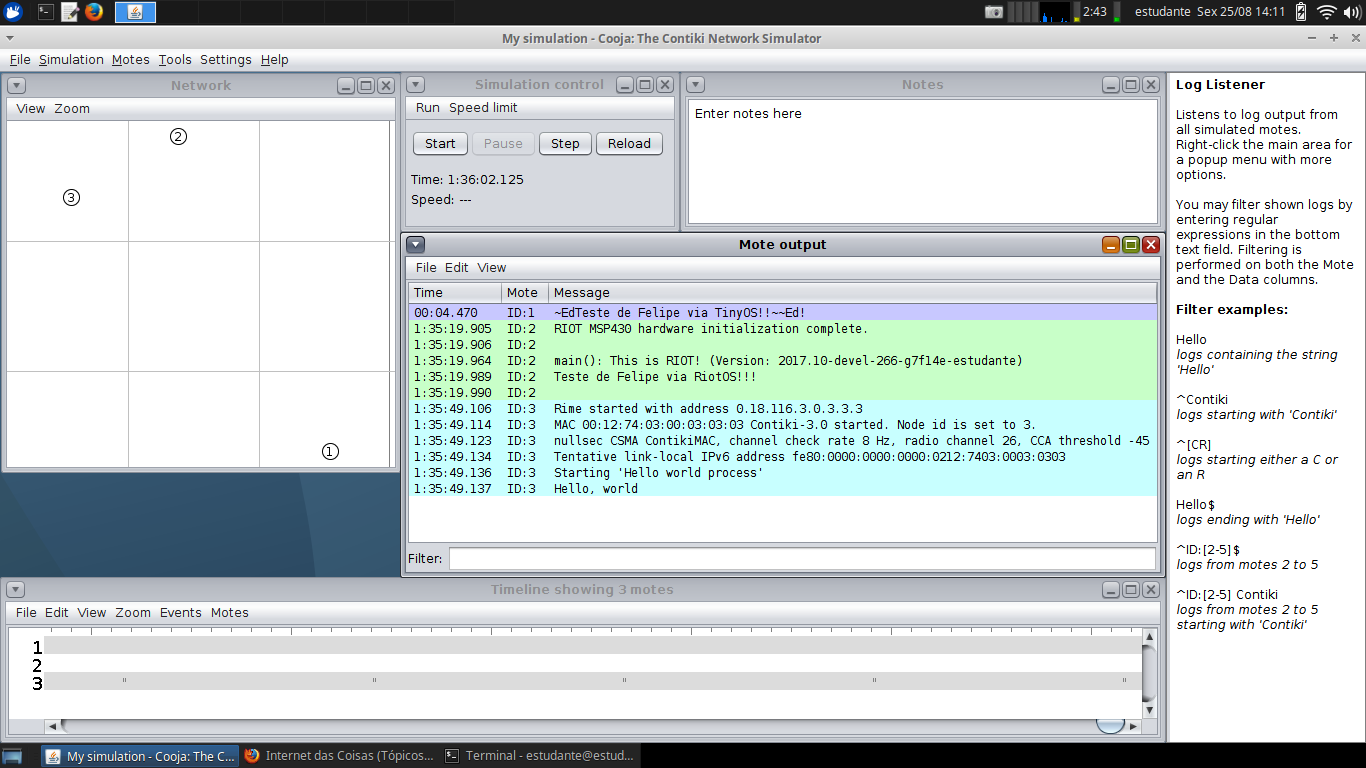 2:43
estudante Sex 25/08 14:11
My simulation - Cooja: The Contiki Network Simulator
File Simulation Motes Tools Settings Help
Network
View Zoom
2
3
1
Simulation control
Run Speed limit
Start Pause Step Reload
Time: 1:36:02.125
Speed: ---
Notes
Enter notes here
Mote output
File Edit View
Time Mote Message
00:04.470 ID:1 ~EdTeste de Felipe via TinyOS!!~~Ed!
1:35:19.905 ID:2 RIOT MSP430 hardware initialization complete.
1:35:19.906 ID:2
1:35:19.964 ID:2 main(): This is RIOT! (Version: 2017.10-devel-266-g7f14e-estudante)
1:35:19.989 ID:2 Teste de Felipe via RiotOS!!!
1:35:19.990 ID:2
1:35:49.106 ID:3 Rime started with address 0.18.116.3.0.3.3.3
1:35:49.114 ID:3 MAC 00:12:74:03:00:03:03:03 Contiki-3.0 started. Node id is set to 3.
1:35:49.123 ID:3 nullsec CSMA ContikiMAC, channel check rate 8 Hz, radio channel 26, CCA threshold -45
1:35:49.134 ID:3 Tentative link-local IPv6 address fe80:0000:0000:0000:0212:7403:0003:0303
1:35:49.136 ID:3 Starting 'Hello world process'
1:35:49.137 ID:3 Hello, world
Filter:
Log Listener
Listens to log output from
all simulated motes.
Right-click the main area for
a popup menu with more
options.
You may filter shown logs by
entering regular
expressions in the bottom
text field. Filtering is
performed on both the Mote
and the Data columns.
Filter examples:
Hello
logs containing the string
'Hello'
^Contiki
logs starting with 'Contiki'
^[CR]
logs starting either a C or
an R
Hello$
logs ending with 'Hello'
^ID:[2-5]$
logs from motes 2 to 5
^ID:[2-5] Contiki
logs from motes 2 to 5
starting with 'Contiki'
Timeline showing 3 motes
File Edit View Zoom Events Motes
1
2
3
My simulation - Cooja: The C...
Internet das Coisas (Tópicos...
Terminal - estudante@estud...